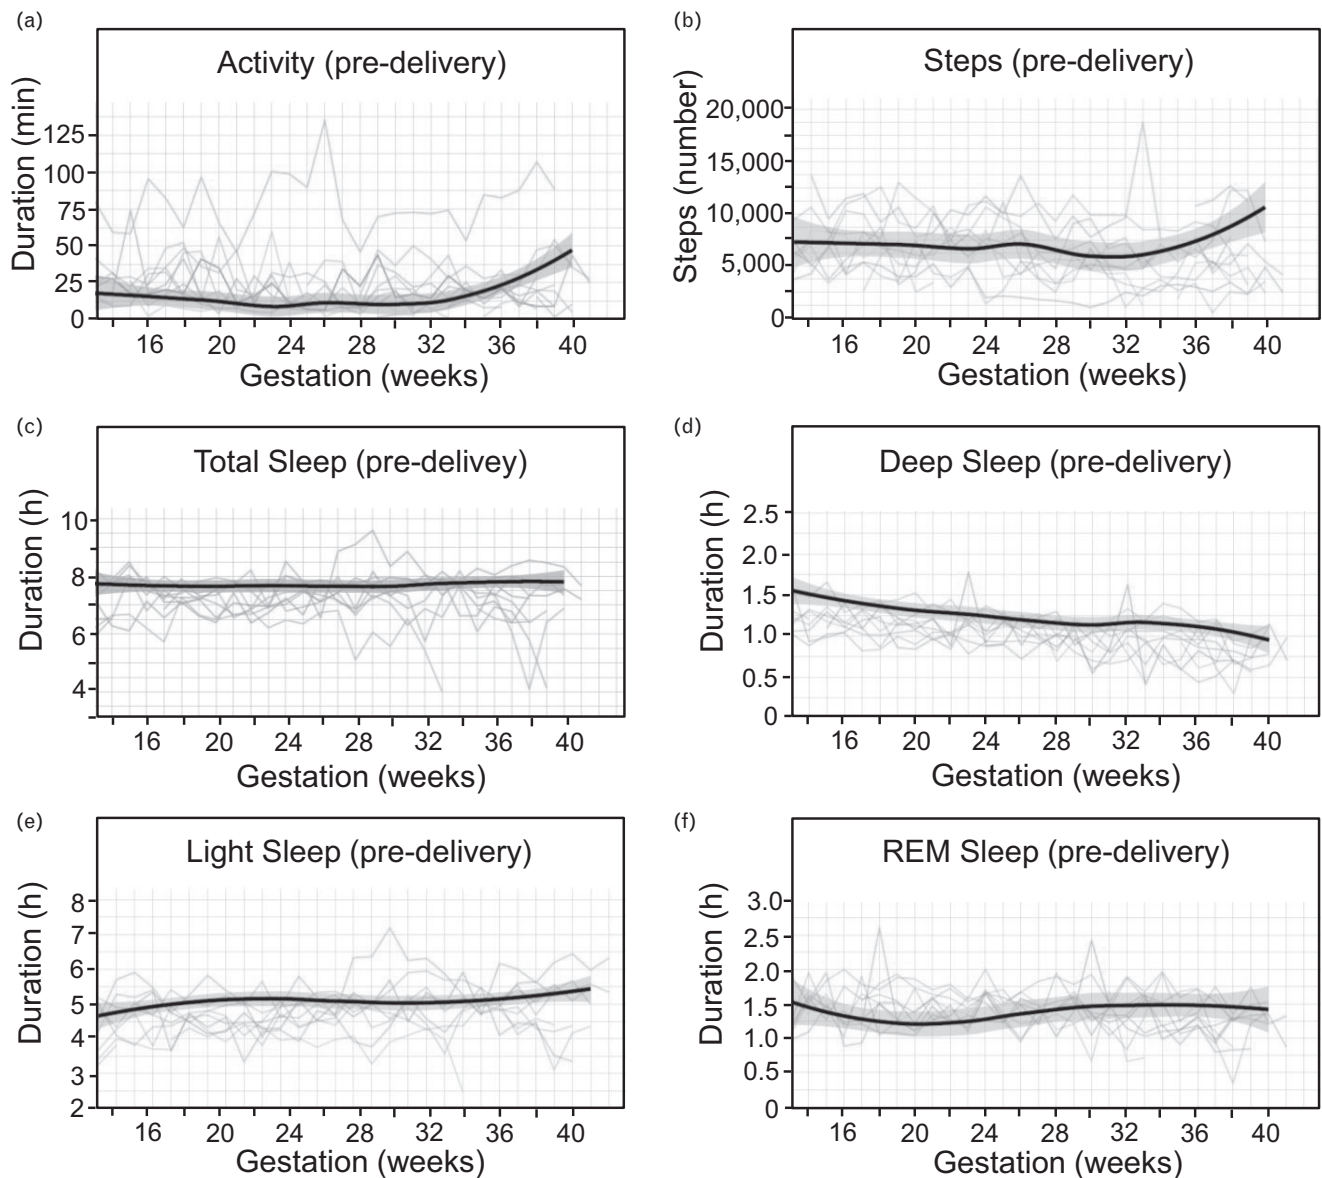 (a)
Activity (pre-delivery)
Duration (min)
125
100
75
50
25
0
16 20 24 28 32 36 40
Gestation (weeks)
(b)
Steps (pre-delivery)
Steps (number)
20,000
15,000
10,000
5,000
0
16 20 24 28 32 36 40
Gestation (weeks)
(c)
Total Sleep (pre-delivey)
Duration (h)
10
8
6
4
16 20 24 28 32 36 40
Gestation (weeks)
(d)
Deep Sleep (pre-delivery)
Duration (h)
2.5
2.0
1.5
1.0
0.5
0
16 20 24 28 32 36 40
Gestation (weeks)
(e)
Light Sleep (pre-delivery)
Duration (h)
8
7
6
5
4
3
2
16 20 24 28 32 36 40
Gestation (weeks)
(f)
REM Sleep (pre-delivery)
Duration (h)
3.0
2.5
2.0
1.5
1.0
0.5
0
16 20 24 28 32 36 40
Gestation (weeks)